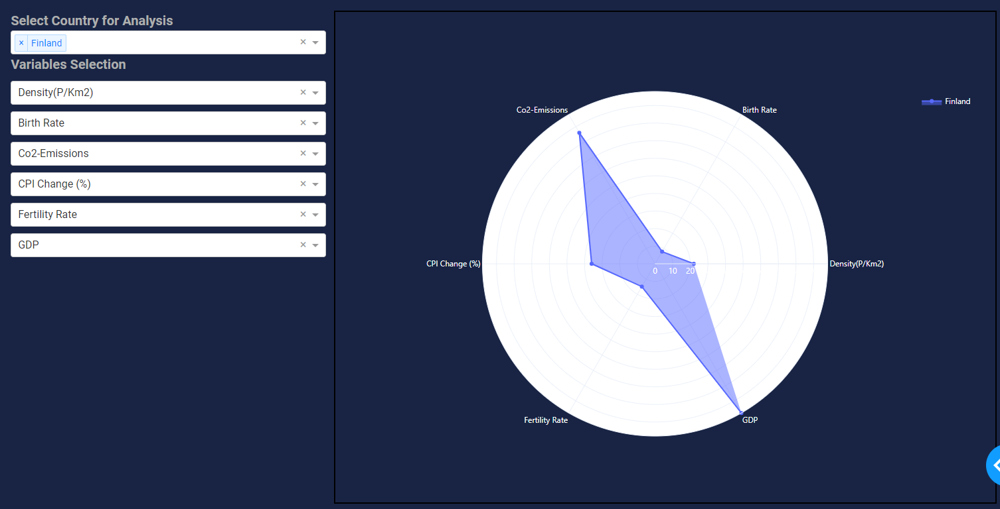 Select Country for Analysis
× Finland
Variables Selection
Density(P/Km2)
Birth Rate
Co2-Emissions
CPI Change (%)
Fertility Rate
GDP
Co2-Emissions
Birth Rate
Finland
CPI Change (%)
Density(P/Km2)
0 10 20
Fertility Rate
GDP